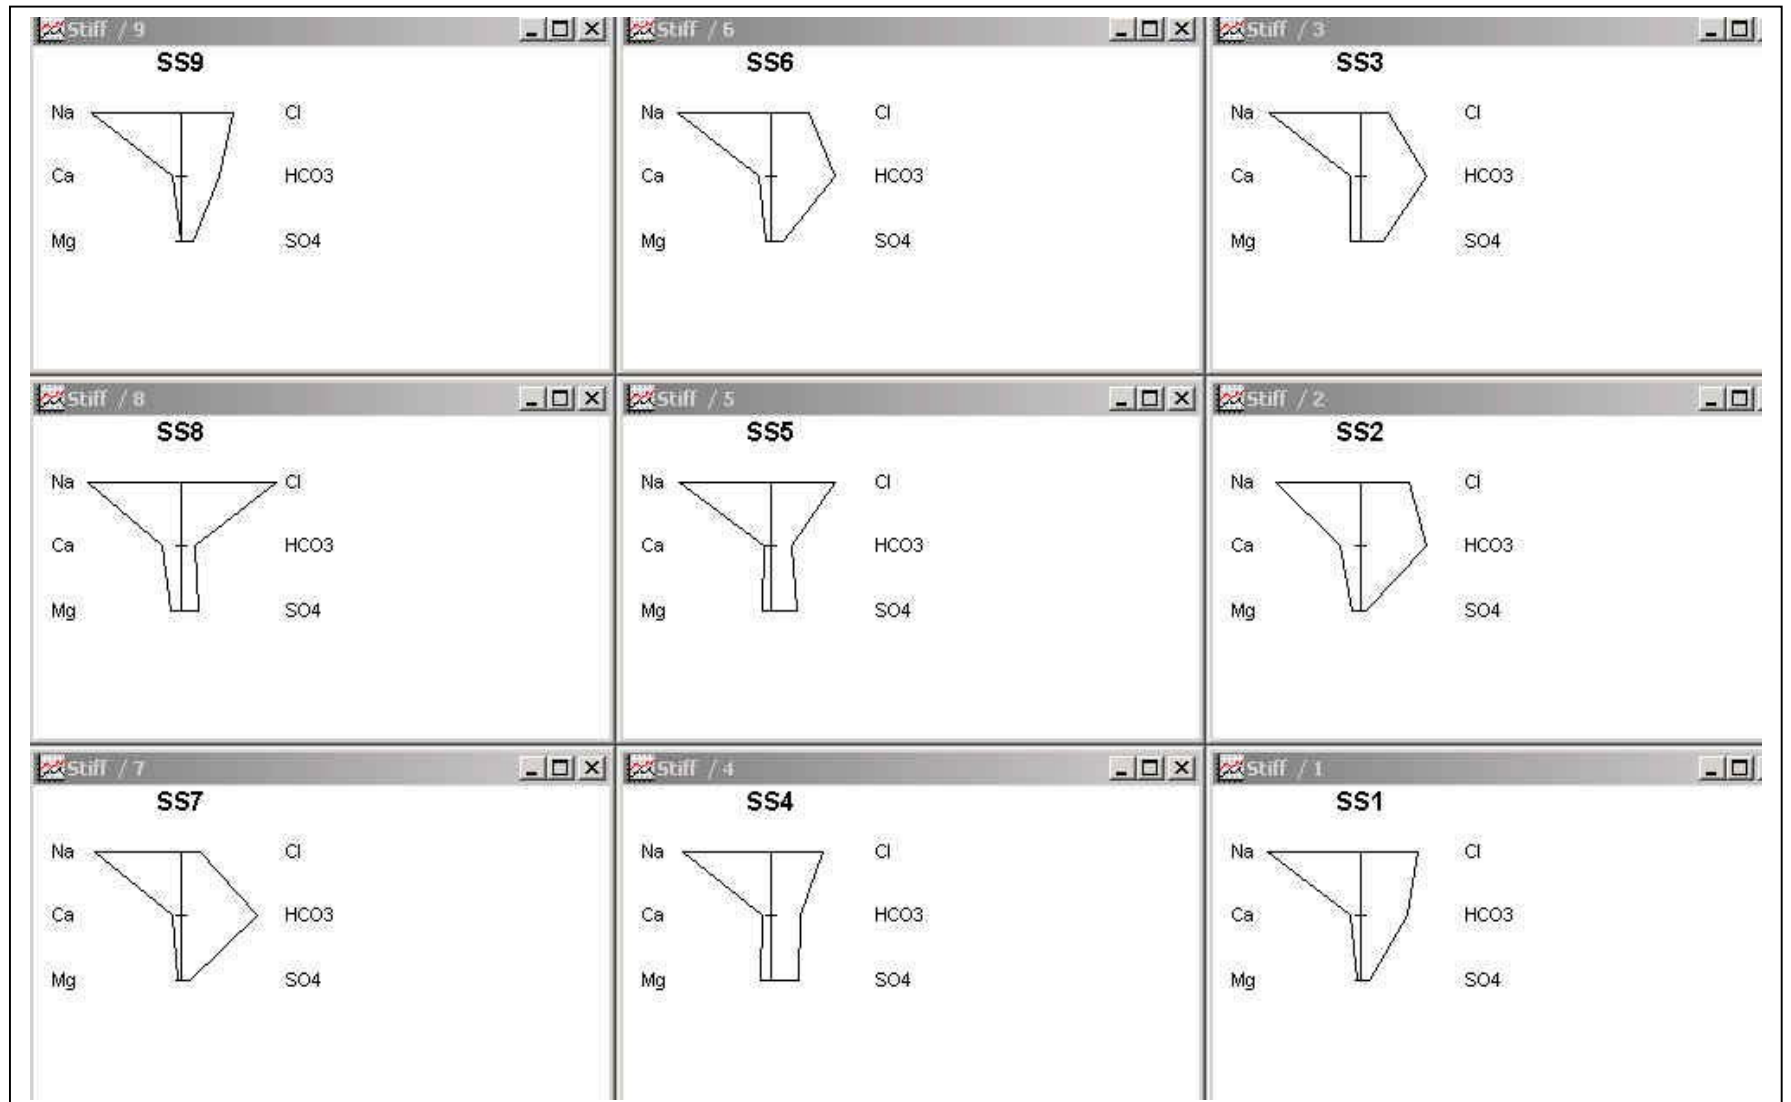 Stiff / 9
SS9
Na
Cl
Ca
HCO3
Mg
SO4
Stiff / 6
SS6
Na
Cl
Ca
HCO3
Mg
SO4
Stiff / 3
SS3
Na
Cl
Ca
HCO3
Mg
SO4
Stiff / 8
SS8
Na
Cl
Ca
HCO3
Mg
SO4
Stiff / 5
SS5
Na
Cl
Ca
HCO3
Mg
SO4
Stiff / 2
SS2
Na
Cl
Ca
HCO3
Mg
SO4
Stiff / 7
SS7
Na
Cl
Ca
HCO3
Mg
SO4
Stiff / 4
SS4
Na
Cl
Ca
HCO3
Mg
SO4
Stiff / 1
SS1
Na
Cl
Ca
HCO3
Mg
SO4